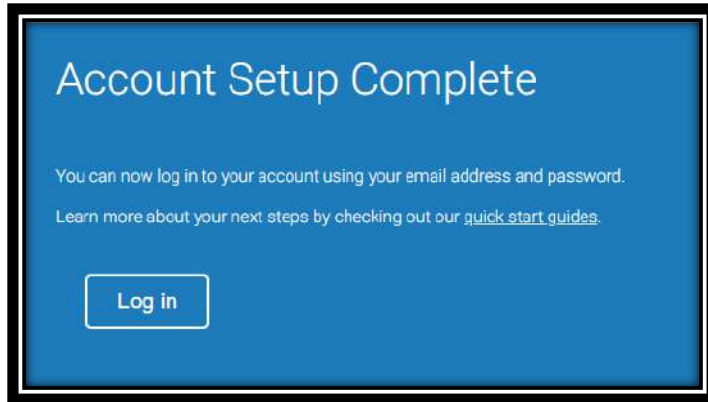 Account Setup Complete
You can now log in to your account using your email address and password.
Learn more about your next steps by checking out our quick start guides.
Log in